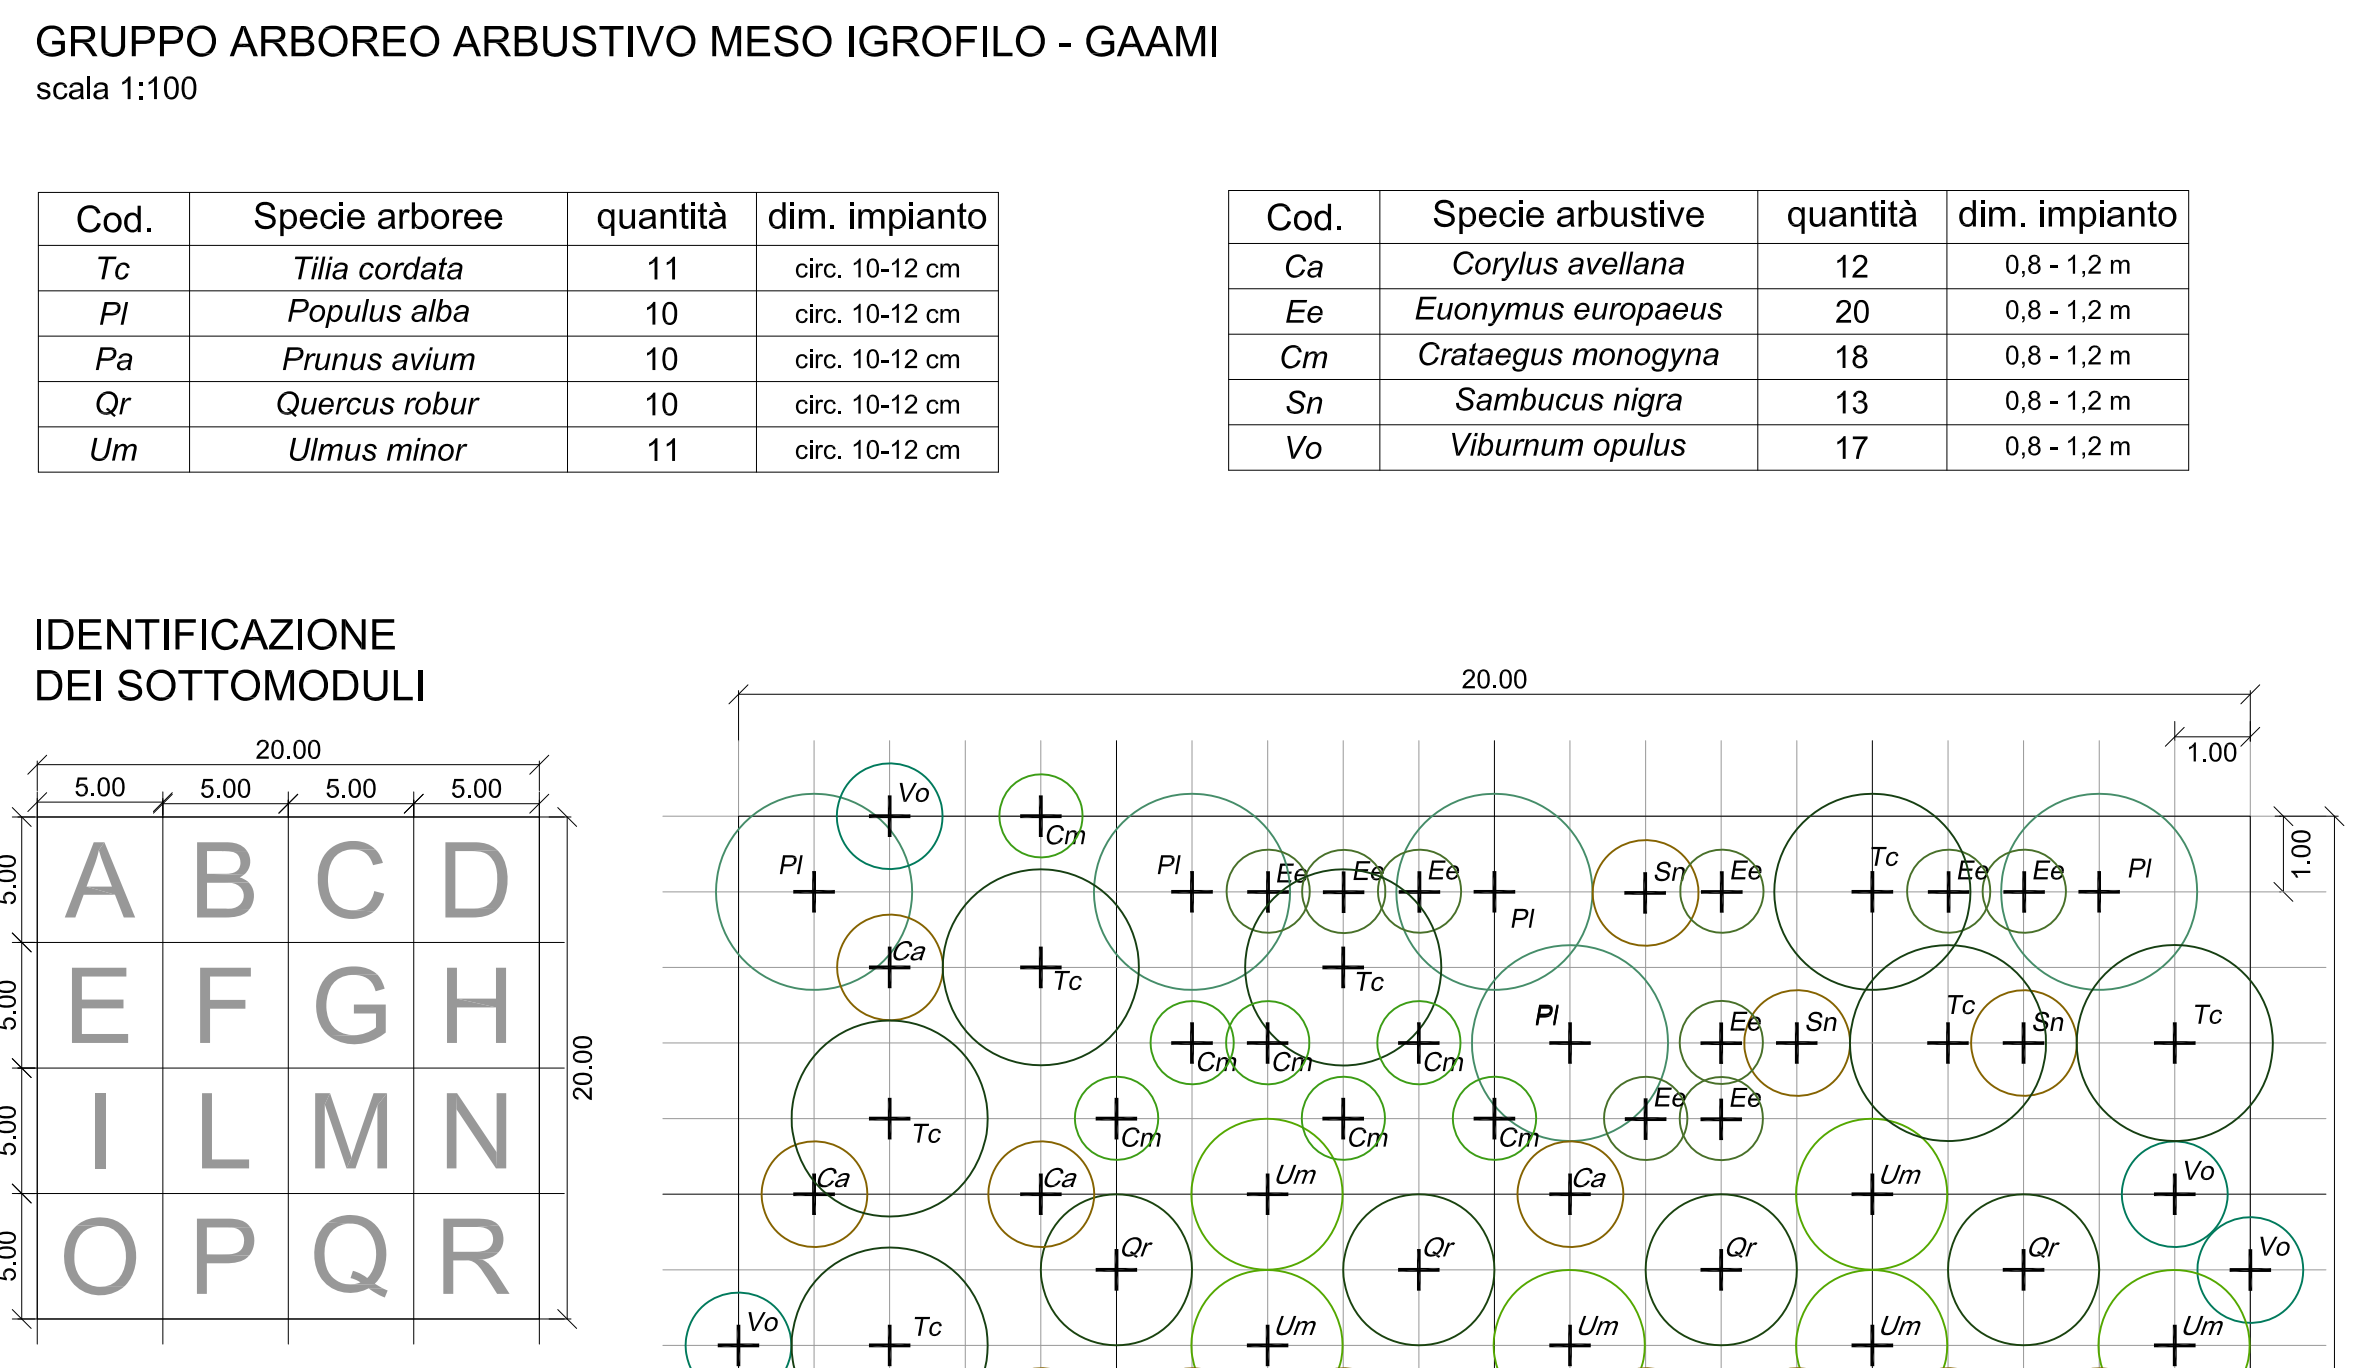 GRUPPO ARBOREO ARBUSTIVO MESO IGROFILO - GAAMI
scala 1:100
Cod. Specie arboree quantità dim. impianto
Tc Tilia cordata 11 circ. 10-12 cm
Pl Populus alba 10 circ. 10-12 cm
Pa Prunus avium 10 circ. 10-12 cm
Qr Quercus robur 10 circ. 10-12 cm
Um Ulmus minor 11 circ. 10-12 cm
Cod. Specie arbustive quantità dim. impianto
Ca Corylus avellana 12 0,8 - 1,2 m
Ee Euonymus europaeus 20 0,8 - 1,2 m
Cm Crataegus monogyna 18 0,8 - 1,2 m
Sn Sambucus nigra 13 0,8 - 1,2 m
Vo Viburnum opulus 17 0,8 - 1,2 m
IDENTIFICAZIONE
DEI SOTTOMODULI
20.00
5.00 5.00 5.00 5.00
5.00 A B C D
5.00 E F G H
20.00
5.00 I L M N
5.00 O P Q R
20.00
1.00
1.00
Vo Cm
Pl Pl Ee Ee Ee Pl Sn Ee Tc Ee Ee Pl
Ca Tc Tc
Cm Cm Cm Pl Ee Sn Tc Sn Tc
Tc Cm Cm Cm Ee Ee
Ca Ca Um Ca Um Vo
Qr Qr Qr Qr Vo
Vo Tc Um Um Um Um